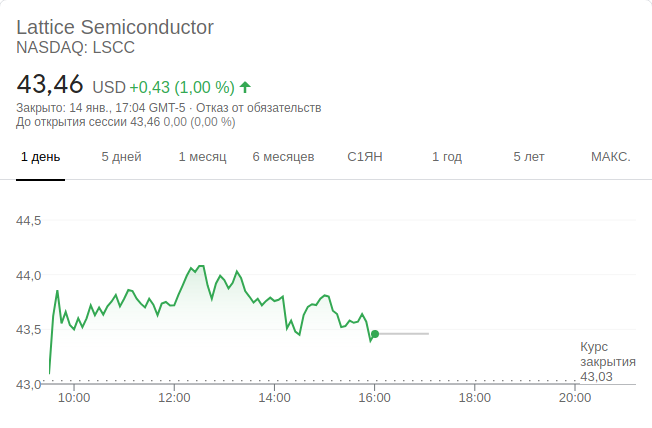 Lattice Semiconductor
NASDAQ: LSCC
43,46 USD +0,43 (1,00 %)
Закрыто: 14 янв., 17:04 GMT-5 · Отказ от обязательств
До открытия сессии 43,46 0,00 (0,00 %)
1 день 5 дней 1 месяц 6 месяцев С1ЯН 1 год 5 лет МАКС.
44,5
44,0
43,5
Курс
закрытия
43,03
43,0
10:00 12:00 14:00 16:00 18:00 20:00